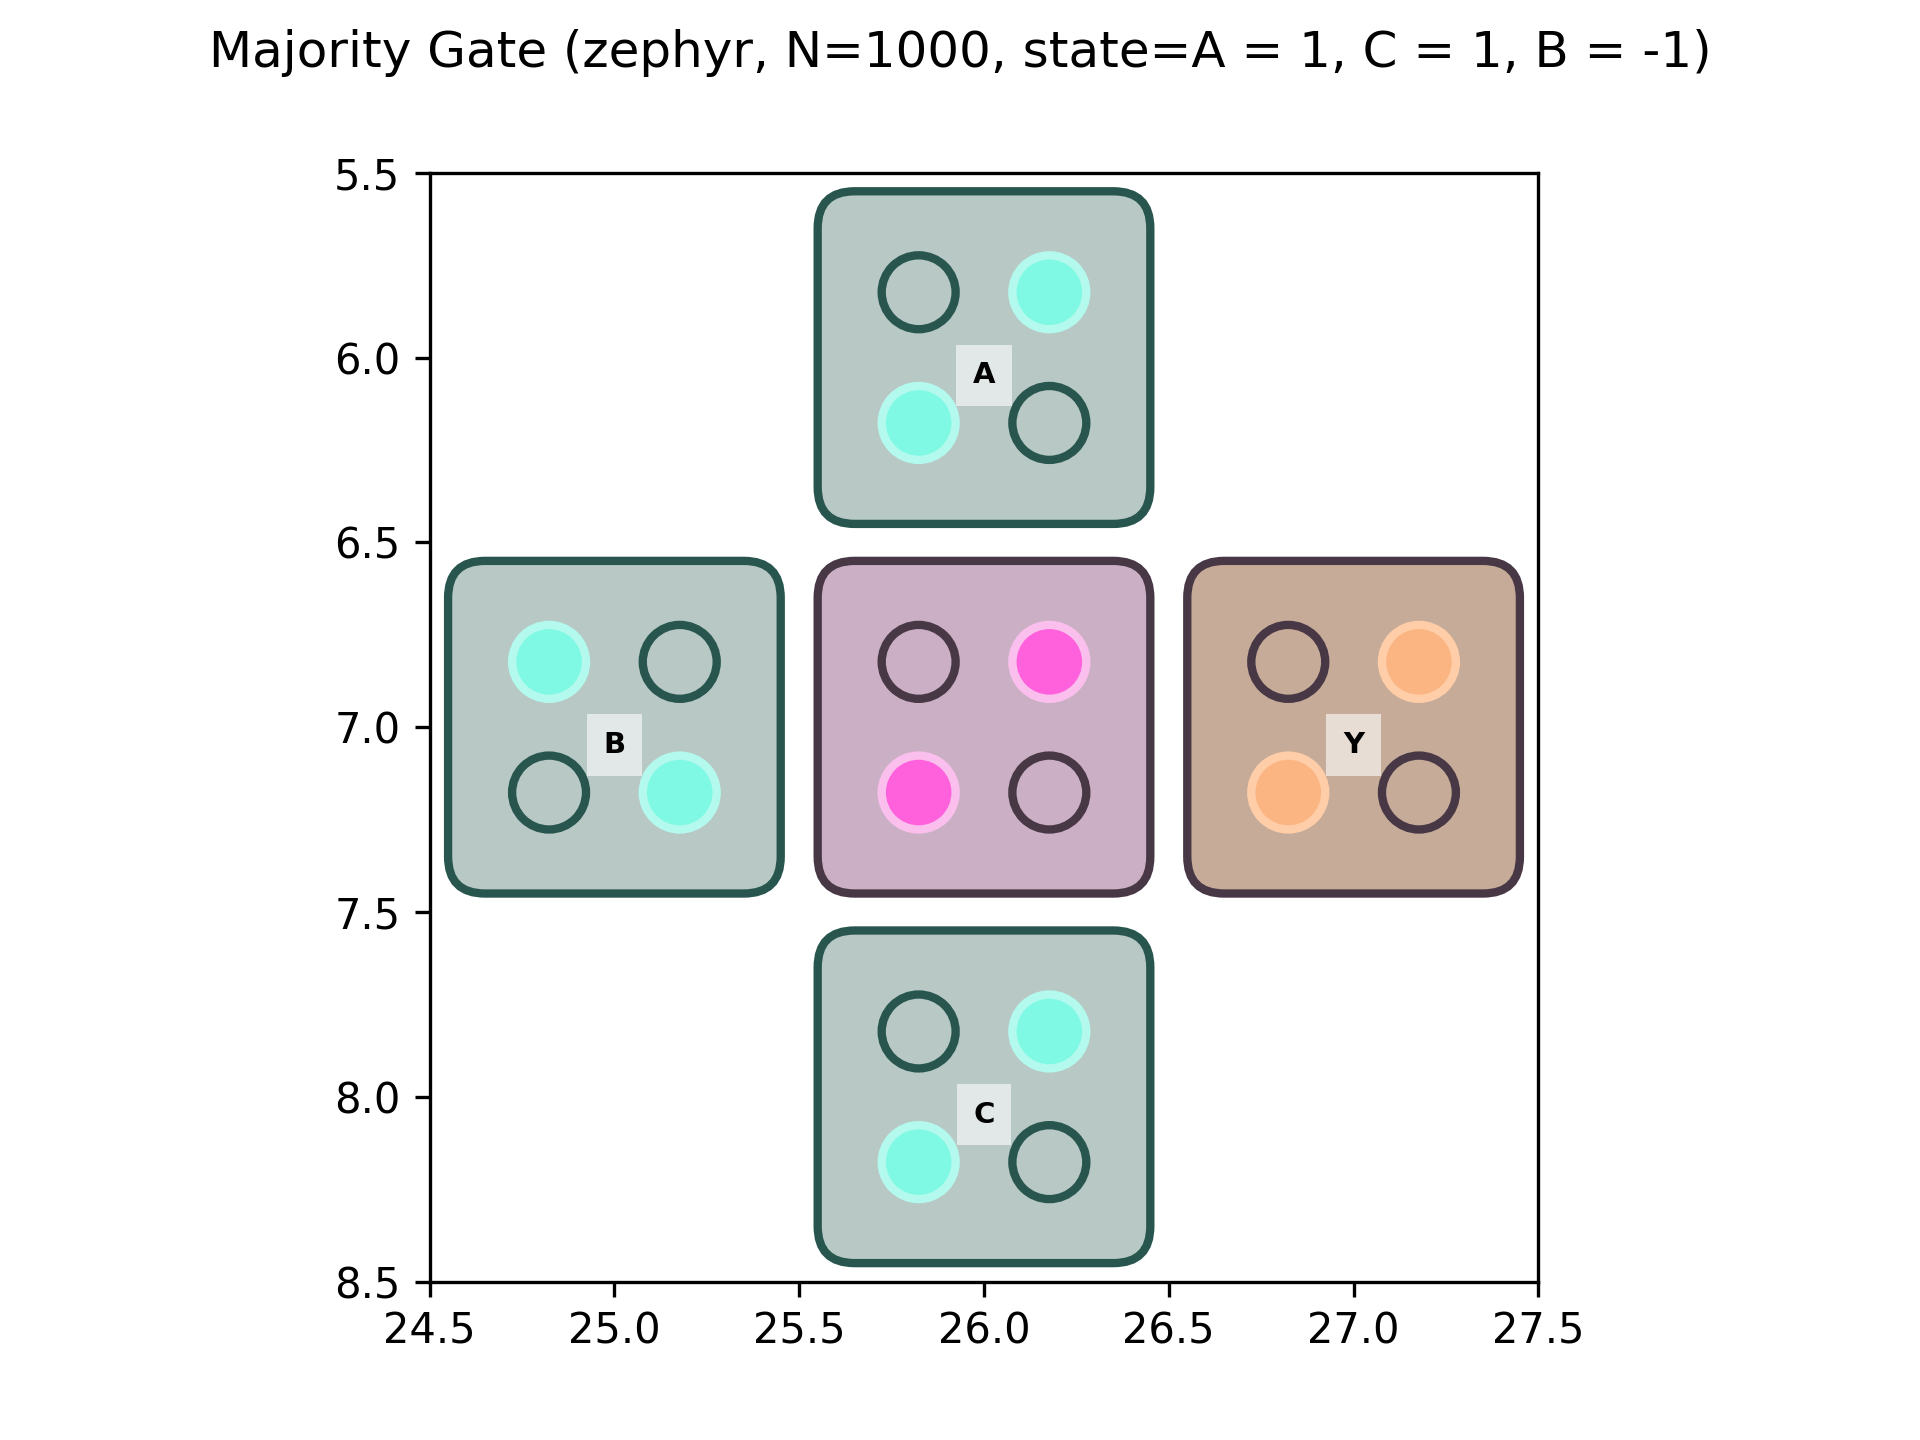 Majority Gate (zephyr, N=1000, state=A = 1, C = 1, B = -1)
5.5
A
6.0
6.5
B
Y
7.0
7.5
C
8.0
8.5
24.5 25.0 25.5 26.0 26.5 27.0 27.5